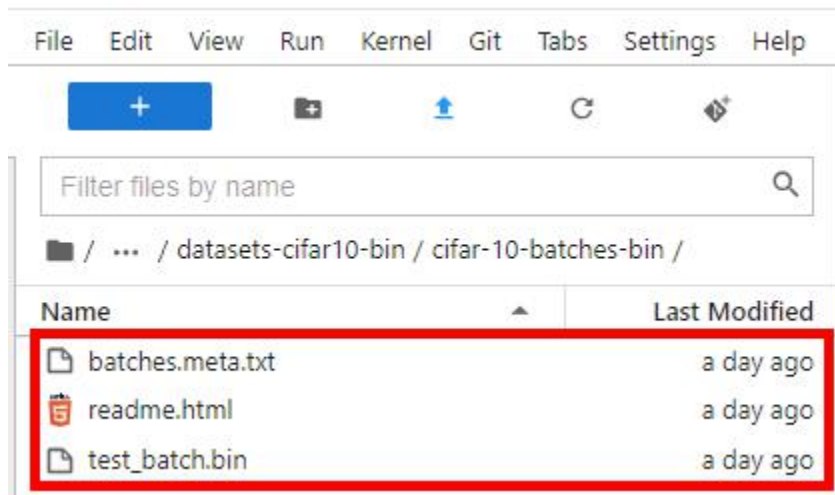 File Edit View Run Kernel Git Tabs Settings Help
+
Filter files by name
/ ··· / datasets-cifar10-bin / cifar-10-batches-bin /
Name Last Modified
batches.meta.txt a day ago
readme.html a day ago
test_batch.bin a day ago